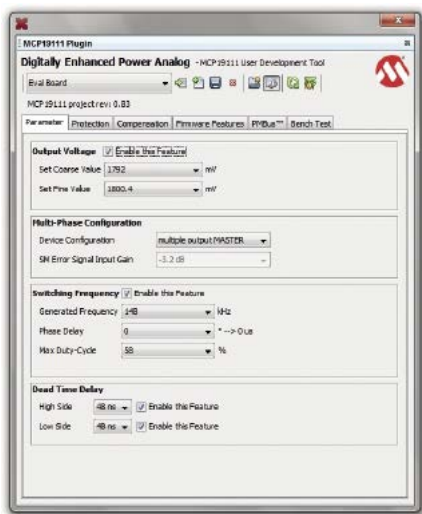 MCP19111 Plugin
Digitally Enhanced Power Analog - MCP19111 User Development Tool
Eval Board
MCP19111 project rev: 0.83
Parameter Protection Compensation Firmware Features PMBus™ Bench Test
Output Voltage Enable this Feature
Set Coarse Value 1792 mV
Set Fine Value 1800.4 mV
Multi-Phase Configuration
Device Configuration multiple output MASTER
SM Error Signal Input Gain -3.2 dB
Switching Frequency Enable this Feature
Generated Frequency 148 kHz
Phase Delay 0 ° --> 0 us
Max Duty-Cycle 58 %
Dead Time Delay
High Side 48 ns Enable this Feature
Low Side 48 ns Enable this Feature